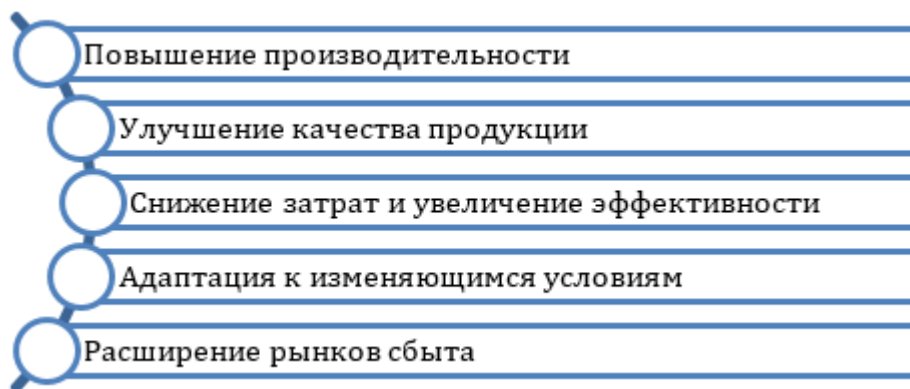 Повышение производительности
Улучшение качества продукции
Снижение затрат и увеличение эффективности
Адаптация к изменяющимся условиям
Расширение рынков сбыта